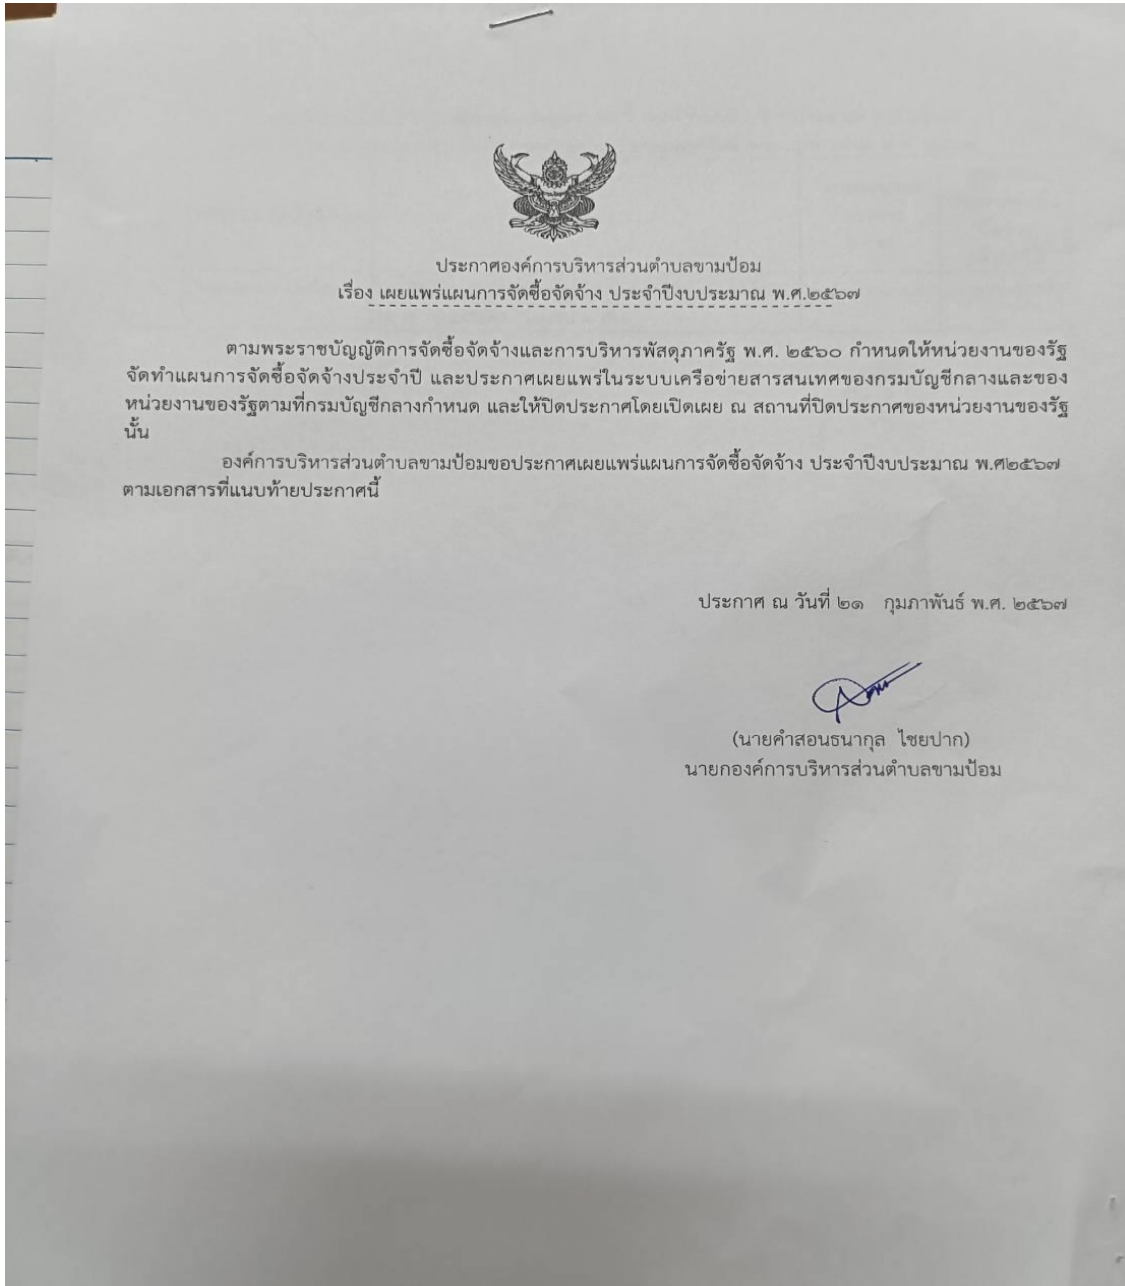 ประกาศองค์การบริหารส่วนตำบลขามป้อม
เรื่อง เผยแพร่แผนการจัดซื้อจัดจ้าง ประจำปีงบประมาณ พ.ศ.๒๕๖๗
ตามพระราชบัญญัติการจัดซื้อจัดจ้างและการบริหารพัสดุภาครัฐ พ.ศ. ๒๕๖๐ กำหนดให้หน่วยงานของรัฐ
จัดทำแผนการจัดซื้อจัดจ้างประจำปี และประกาศเผยแพร่ในระบบเครือข่ายสารสนเทศของกรมบัญชีกลางและของ
หน่วยงานของรัฐตามที่กรมบัญชีกลางกำหนด และให้ปิดประกาศโดยเปิดเผย ณ สถานที่ปิดประกาศของหน่วยงานของรัฐ
นั้น
องค์การบริหารส่วนตำบลขามป้อมขอประกาศเผยแพร่แผนการจัดซื้อจัดจ้าง ประจำปีงบประมาณ พ.ศ๒๕๖๗
ตามเอกสารที่แนบท้ายประกาศนี้
ประกาศ ณ วันที่ ๒๑ กุมภาพันธ์ พ.ศ. ๒๕๖๗
(นายคำสอนธนากุล ไชยปาก)
นายกองค์การบริหารส่วนตำบลขามป้อม